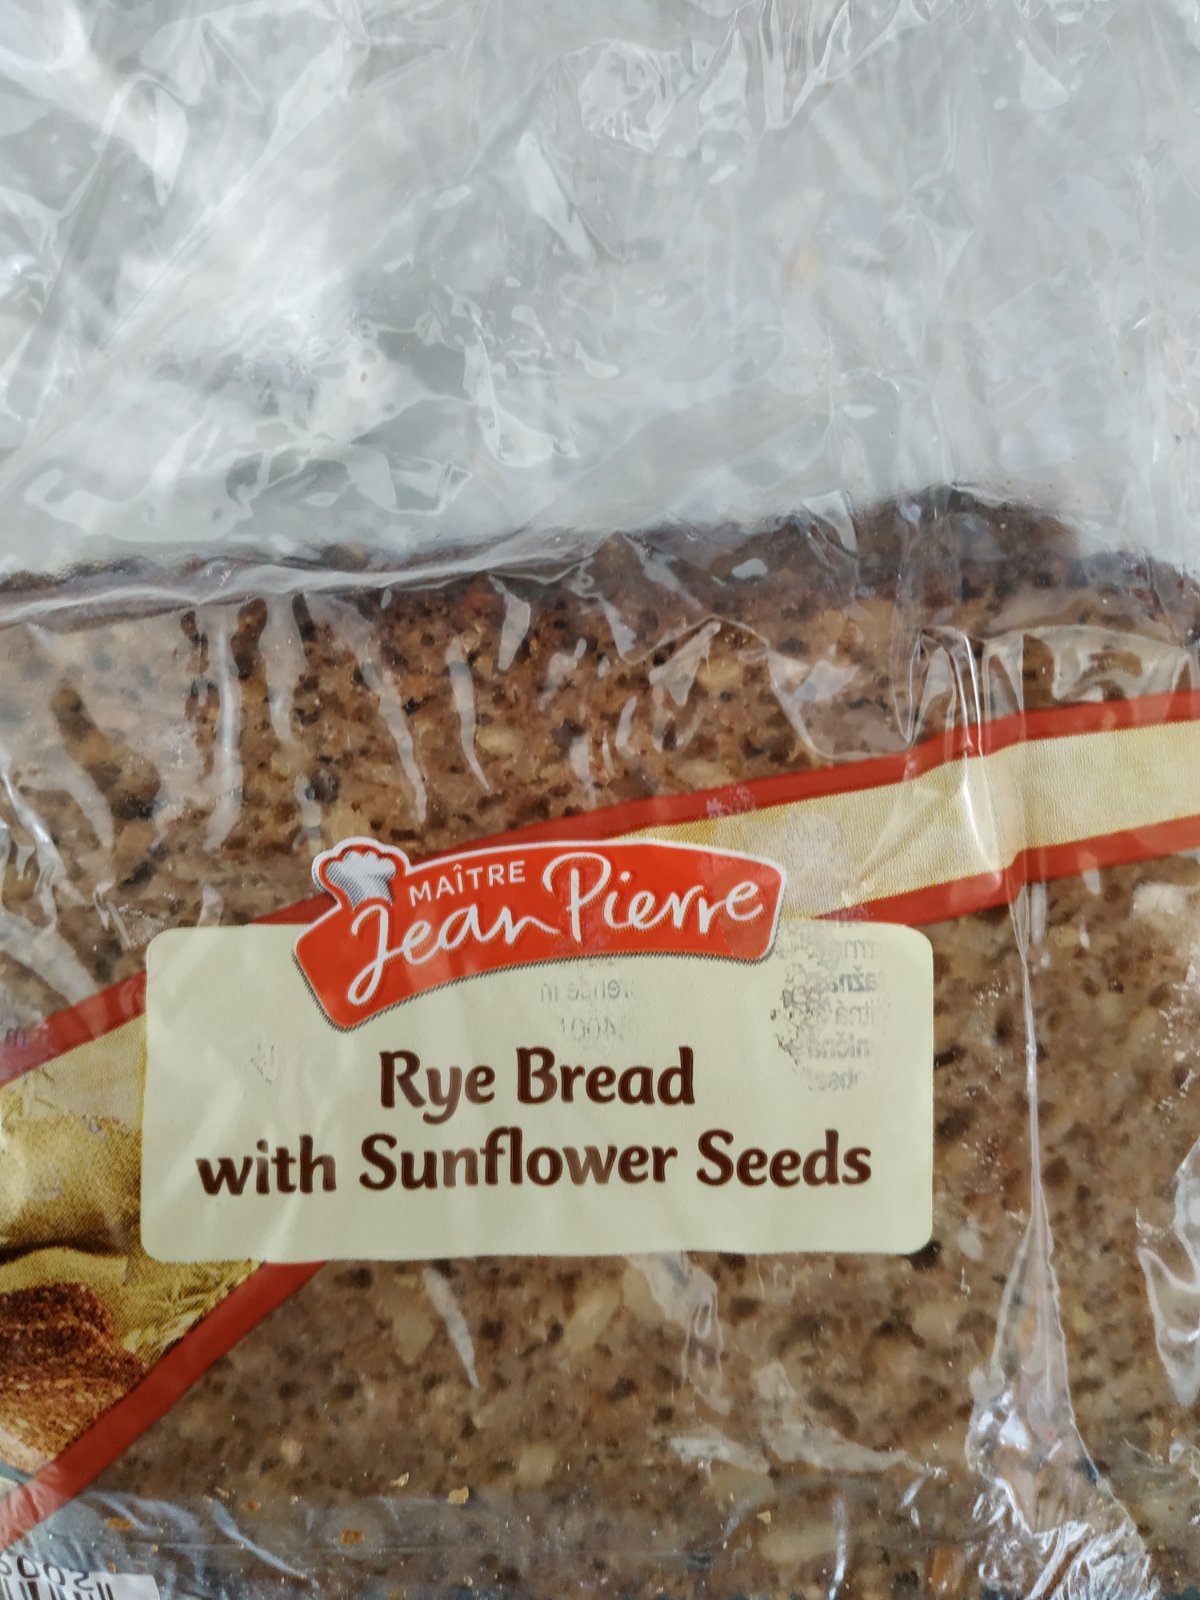 MAÎTRE
Jean Pierre
Rye Bread
with Sunflower Seeds